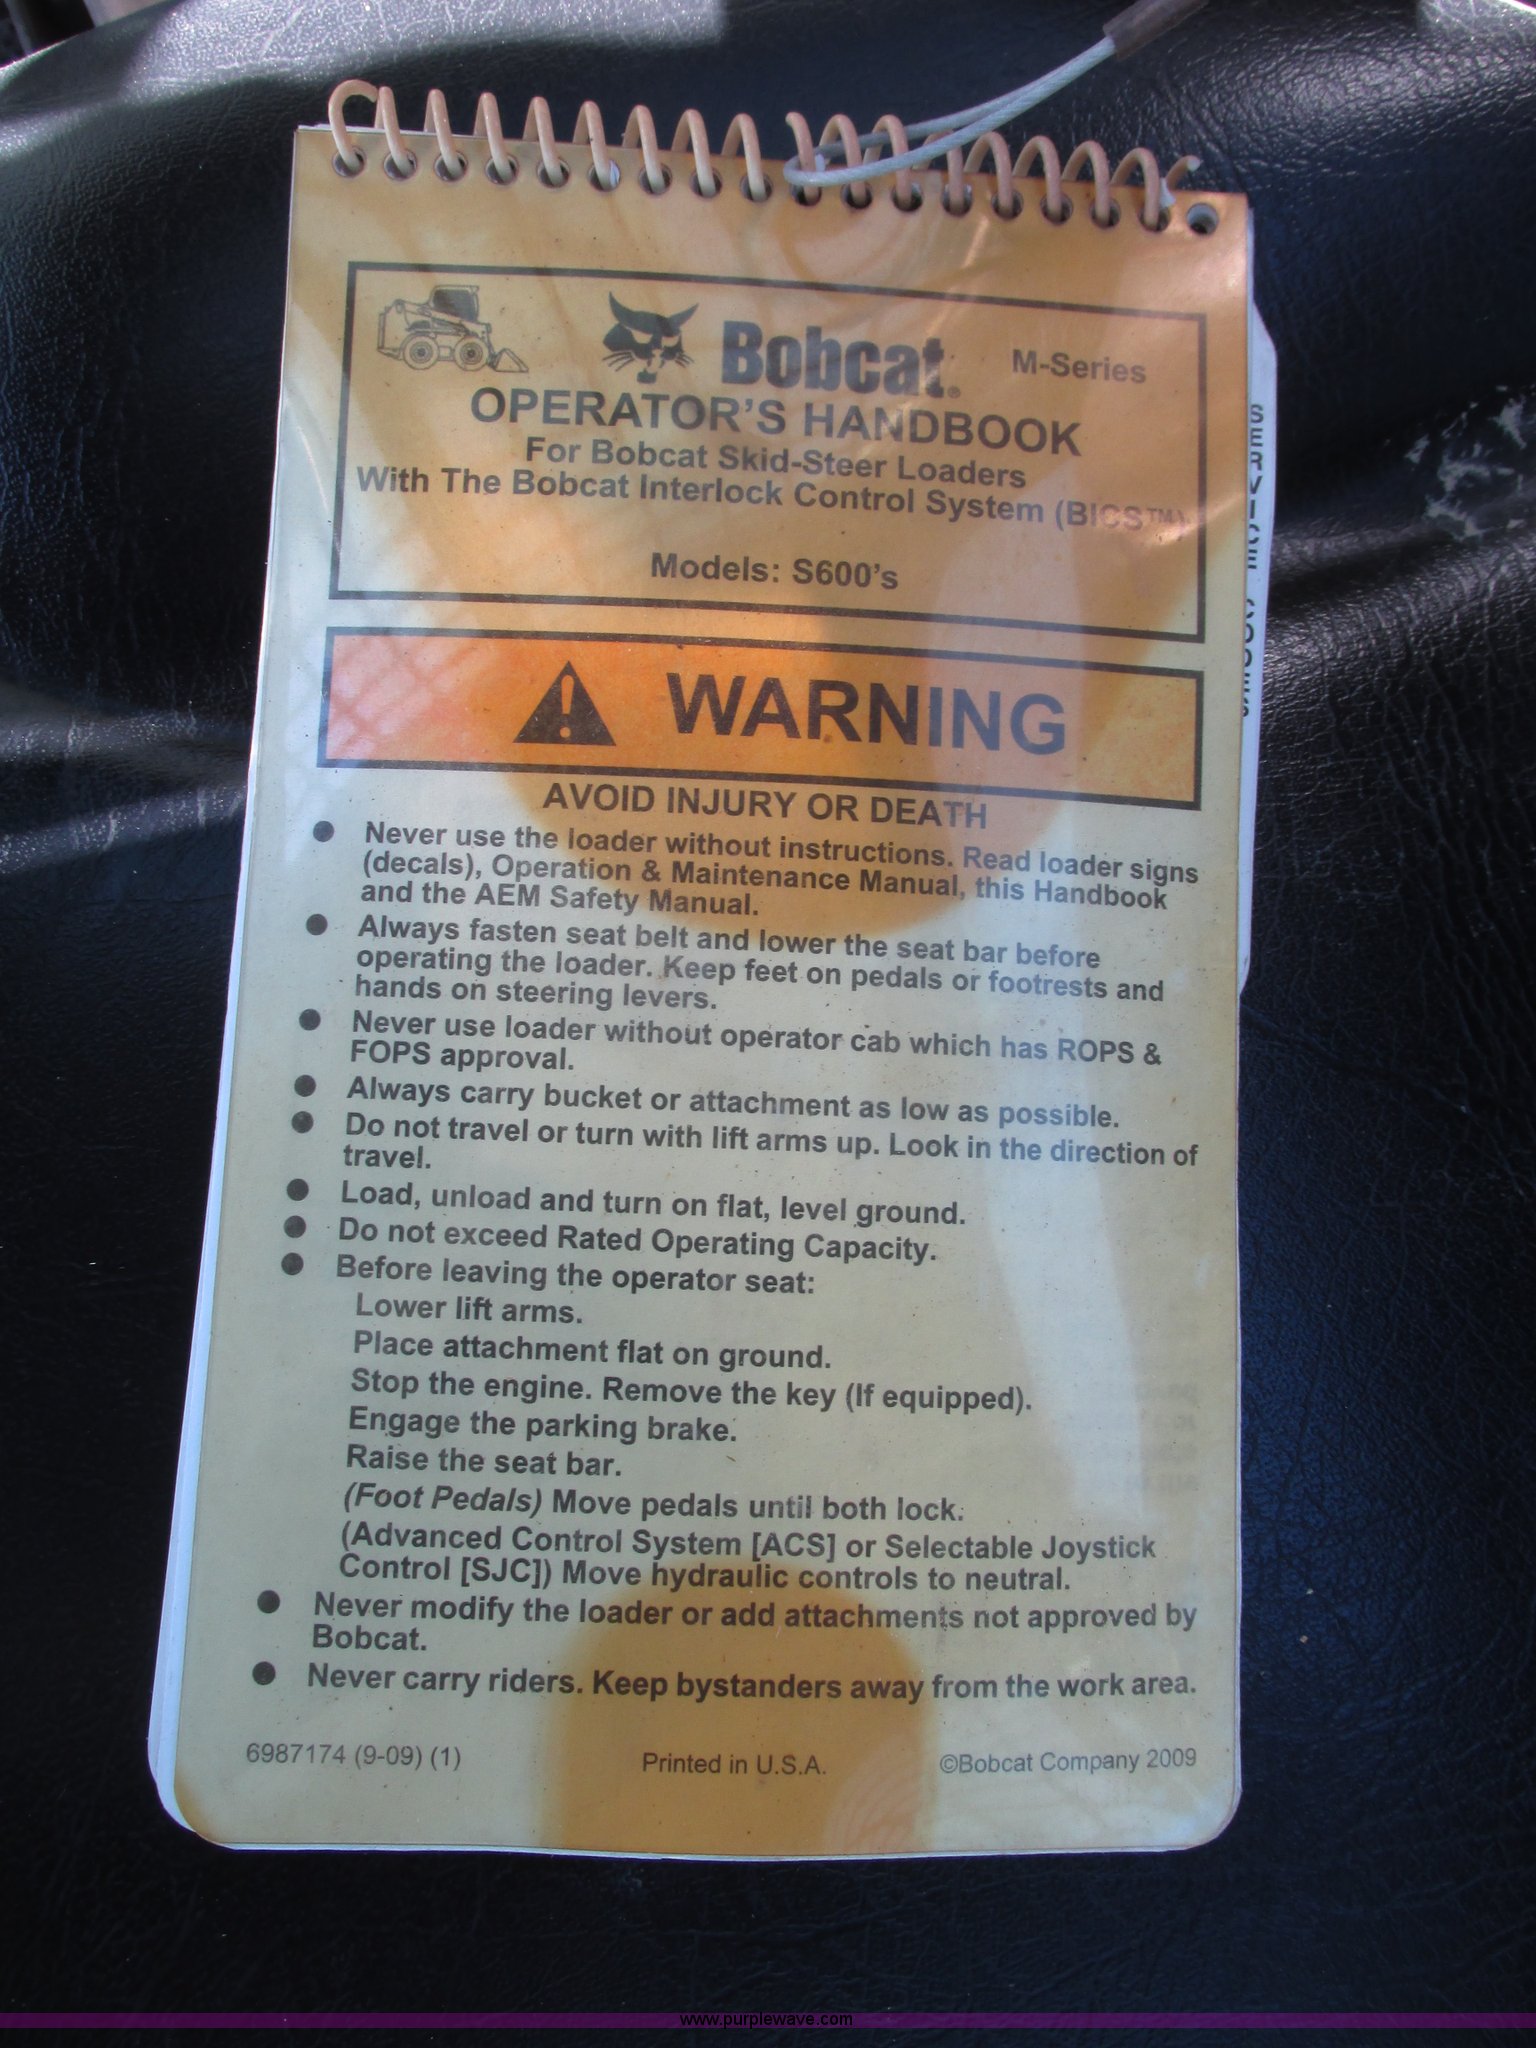 Bobcat® M-Series
OPERATOR'S HANDBOOK
For Bobcat Skid-Steer Loaders
With The Bobcat Interlock Control System (BICS™)
Models: S600's
SERVICE CODES
WARNING
AVOID INJURY OR DEATH
● Never use the loader without instructions. Read loader signs
(decals), Operation & Maintenance Manual, this Handbook
and the AEM Safety Manual.
● Always fasten seat belt and lower the seat bar before
operating the loader. Keep feet on pedals or footrests and
hands on steering levers.
● Never use loader without operator cab which has ROPS &
FOPS approval.
● Always carry bucket or attachment as low as possible.
● Do not travel or turn with lift arms up. Look in the direction of
travel.
● Load, unload and turn on flat, level ground.
● Do not exceed Rated Operating Capacity.
● Before leaving the operator seat:
Lower lift arms.
Place attachment flat on ground.
Stop the engine. Remove the key (If equipped).
Engage the parking brake.
Raise the seat bar.
(Foot Pedals) Move pedals until both lock.
(Advanced Control System [ACS] or Selectable Joystick
Control [SJC]) Move hydraulic controls to neutral.
● Never modify the loader or add attachments not approved by
Bobcat.
● Never carry riders. Keep bystanders away from the work area.
6987174 (9-09) (1) Printed in U.S.A. ©Bobcat Company 2009
www.purplewave.com